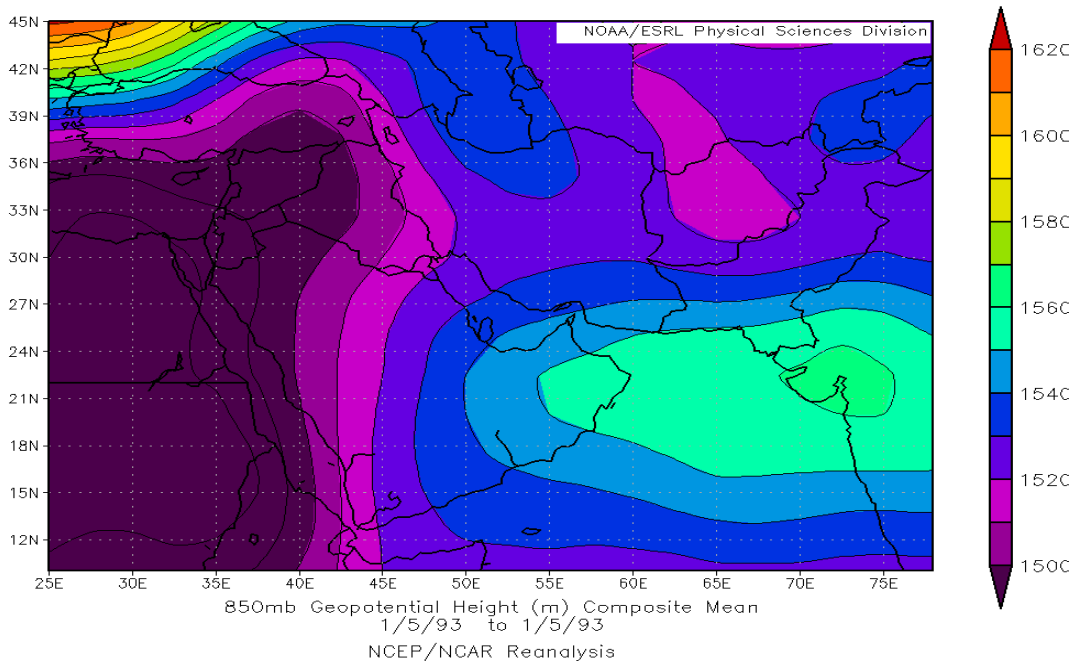 45N
NOAA/ESRL Physical Sciences Division
42N
39N
36N
33N
30N
27N
24N
21N
18N
15N
12N
25E 30E 35E 40E 45E 50E 55E 60E 65E 70E 75E
1620
1600
1580
1560
1540
1520
1500
850mb Geopotential Height (m) Composite Mean
1/5/93 to 1/5/93
NCEP/NCAR Reanalysis